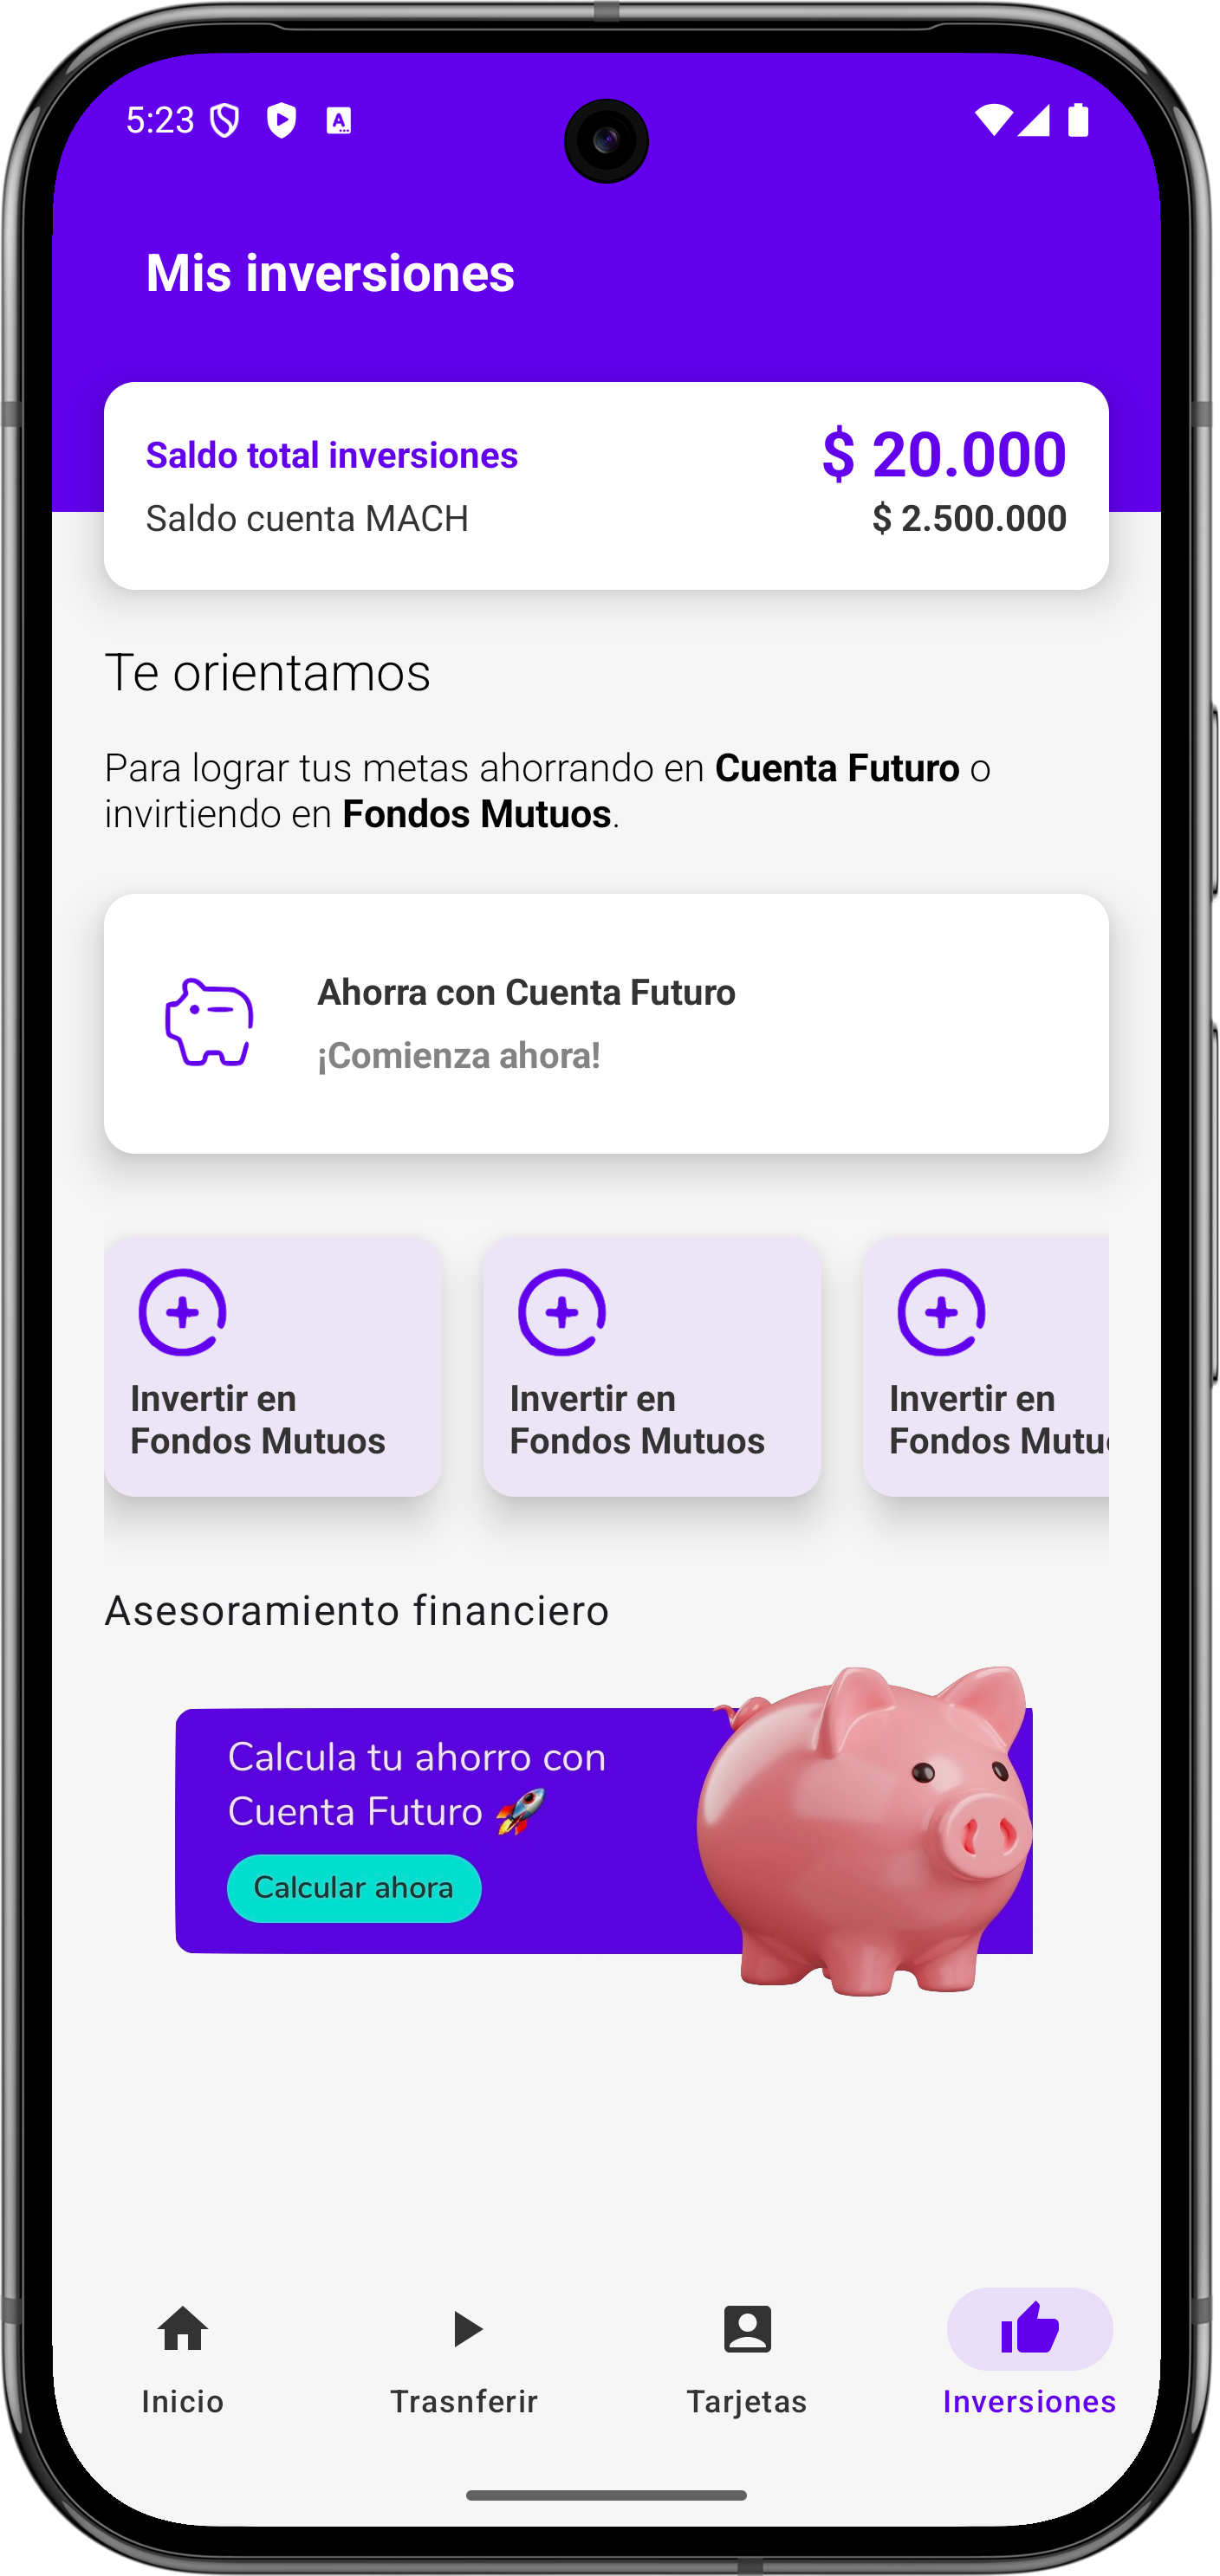 5:23
Mis inversiones
Saldo total inversiones $ 20.000
Saldo cuenta MACH $ 2.500.000
Te orientamos
Para lograr tus metas ahorrando en Cuenta Futuro o
invirtiendo en Fondos Mutuos.
Ahorra con Cuenta Futuro
¡Comienza ahora!
Invertir en
Fondos Mutuos
Invertir en
Fondos Mutuos
Invertir en
Fondos Mutu
Asesoramiento financiero
Calcula tu ahorro con
Cuenta Futuro 🚀
Calcular ahora
Inicio Trasnferir Tarjetas Inversiones